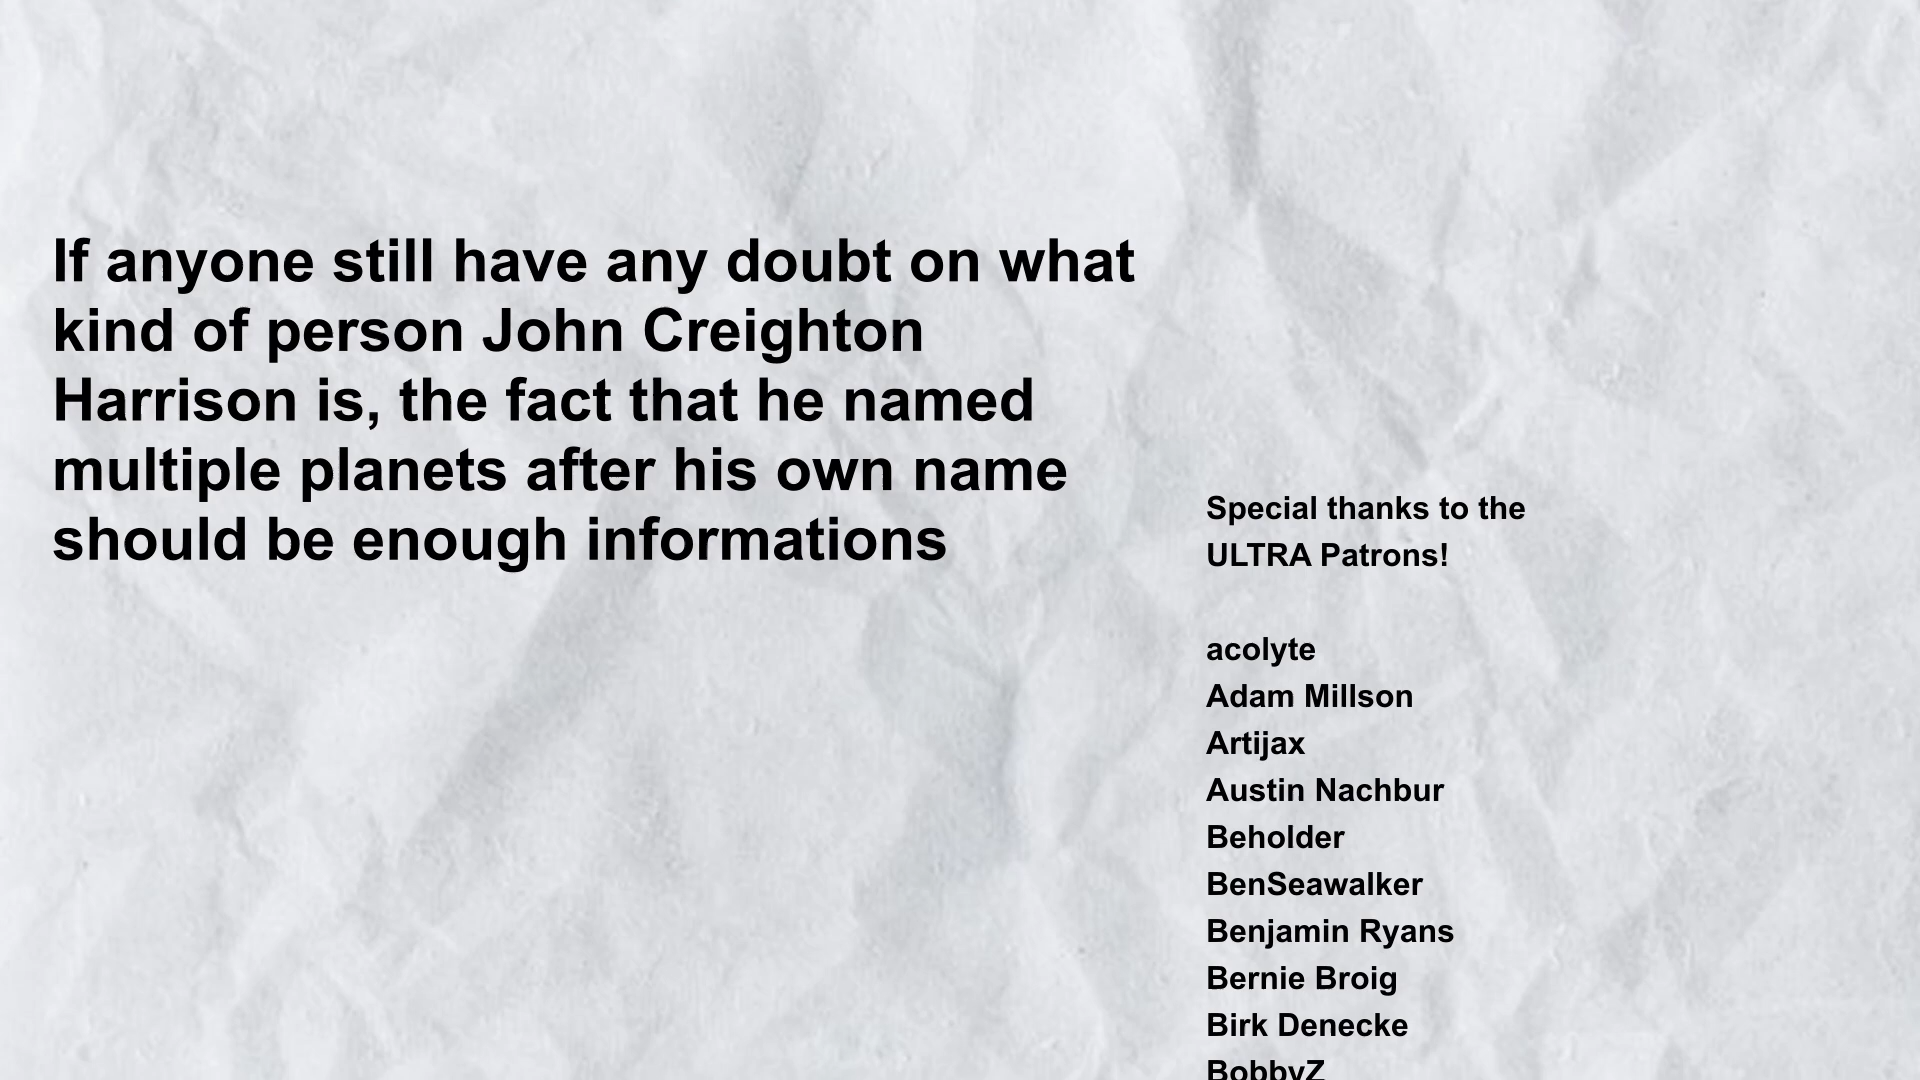 If anyone still have any doubt on what
kind of person John Creighton
Harrison is, the fact that he named
multiple planets after his own name
should be enough informations
Special thanks to the
ULTRA Patrons!
acolyte
Adam Millson
Artijax
Austin Nachbur
Beholder
BenSeawalker
Benjamin Ryans
Bernie Broig
Birk Denecke
BobbyZ